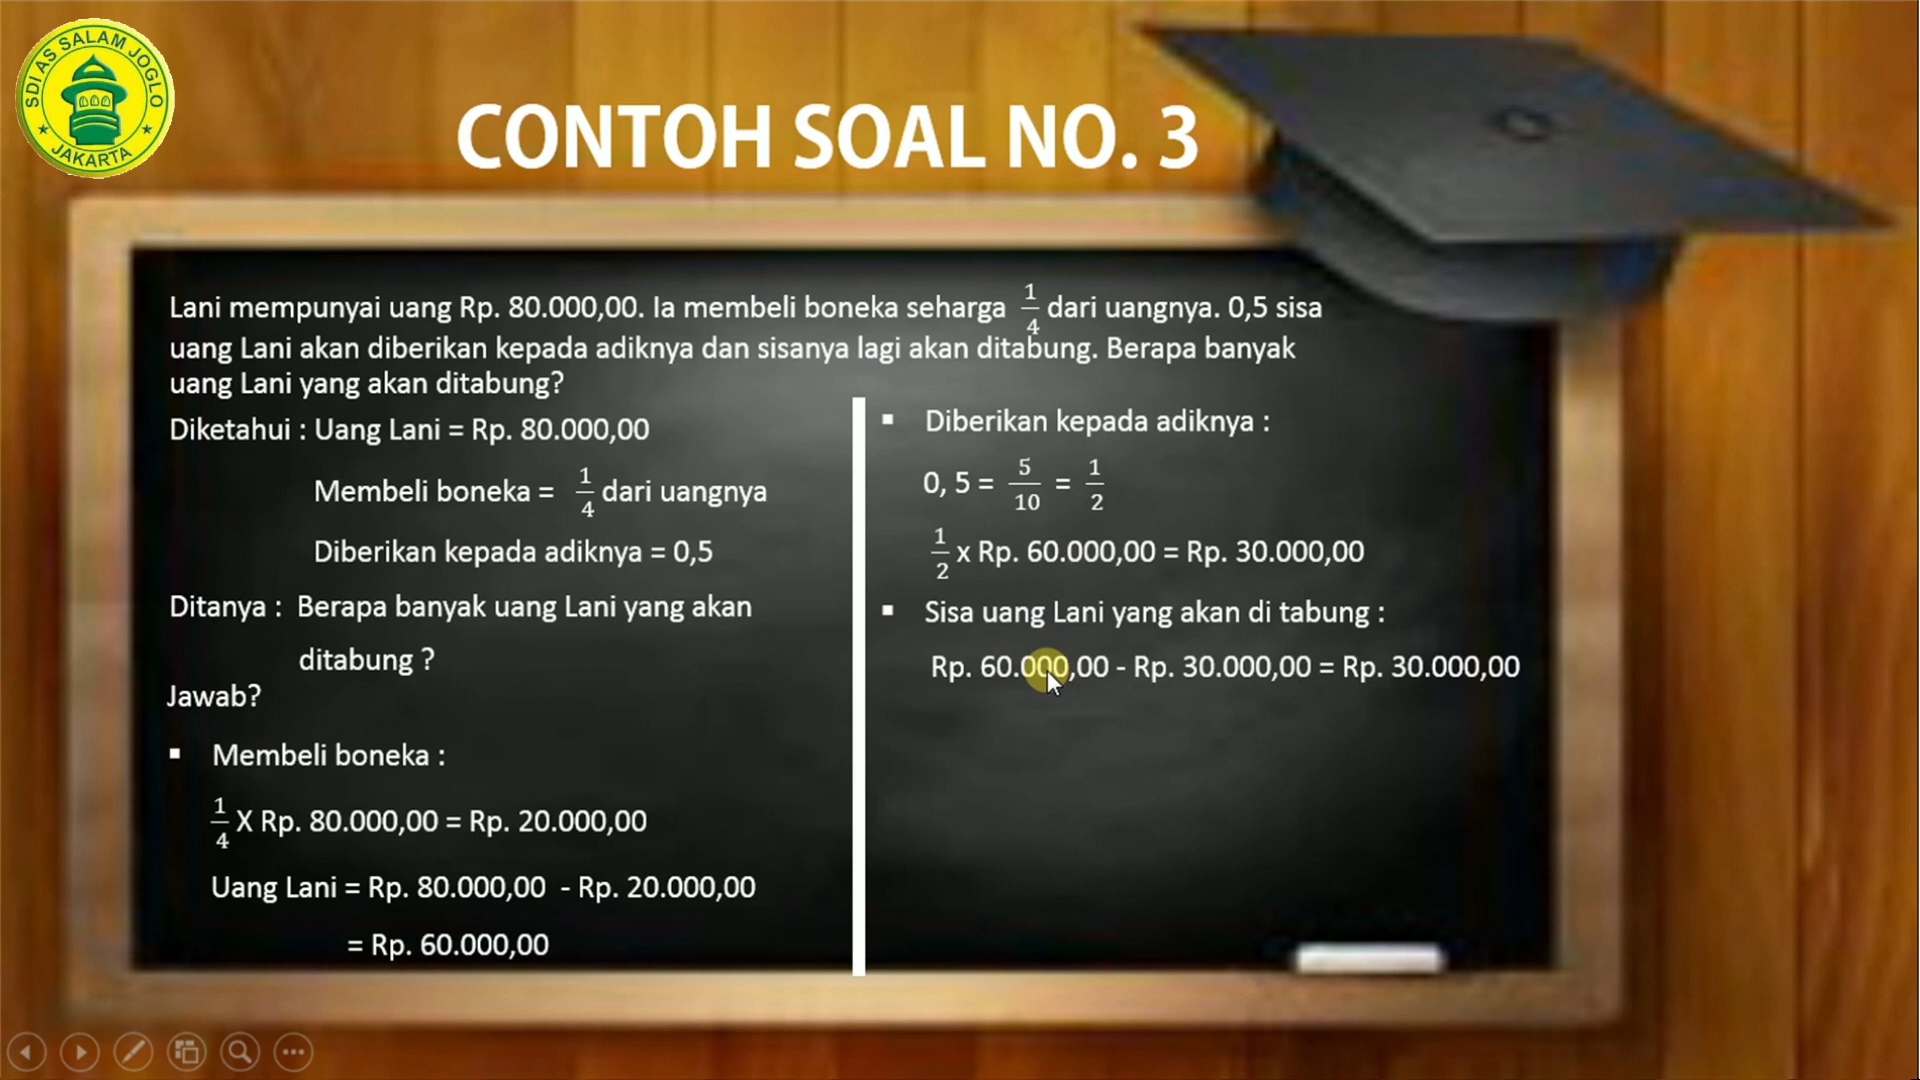 SDI AS SALAM JOGLO
JAKARTA
CONTOH SOAL NO. 3
Lani mempunyai uang Rp. 80.000,00. Ia membeli boneka seharga 1/4 dari uangnya. 0,5 sisa
uang Lani akan diberikan kepada adiknya dan sisanya lagi akan ditabung. Berapa banyak
uang Lani yang akan ditabung?
Diketahui : Uang Lani = Rp. 80.000,00
Membeli boneka = 1/4 dari uangnya
Diberikan kepada adiknya = 0,5
Ditanya : Berapa banyak uang Lani yang akan
ditabung ?
Jawab?
▪ Membeli boneka :
1/4 X Rp. 80.000,00 = Rp. 20.000,00
Uang Lani = Rp. 80.000,00 - Rp. 20.000,00
= Rp. 60.000,00
▪ Diberikan kepada adiknya :
0, 5 = 5/10 = 1/2
1/2 x Rp. 60.000,00 = Rp. 30.000,00
▪ Sisa uang Lani yang akan di tabung :
Rp. 60.000,00 - Rp. 30.000,00 = Rp. 30.000,00